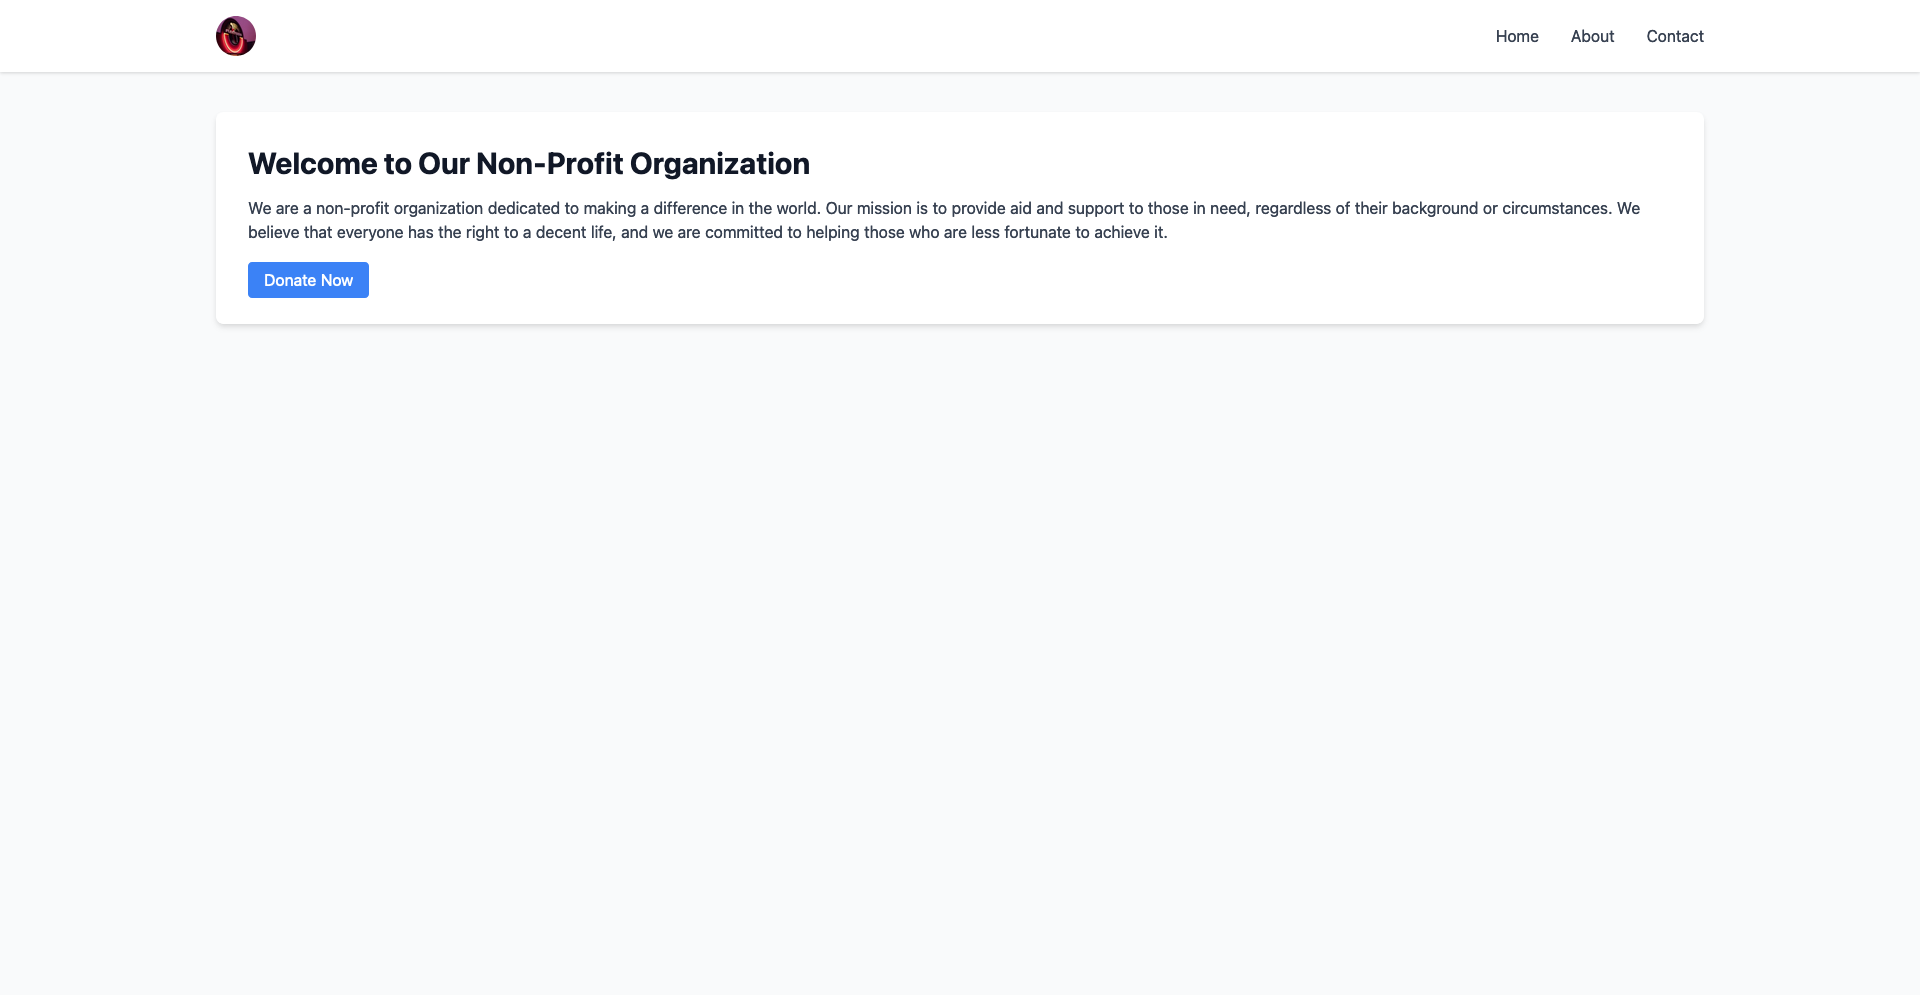 Home
About
Contact
Welcome to Our Non-Profit Organization
We are a non-profit organization dedicated to making a difference in the world. Our mission is to provide aid and support to those in need, regardless of their background or circumstances. We
believe that everyone has the right to a decent life, and we are committed to helping those who are less fortunate to achieve it.
Donate Now